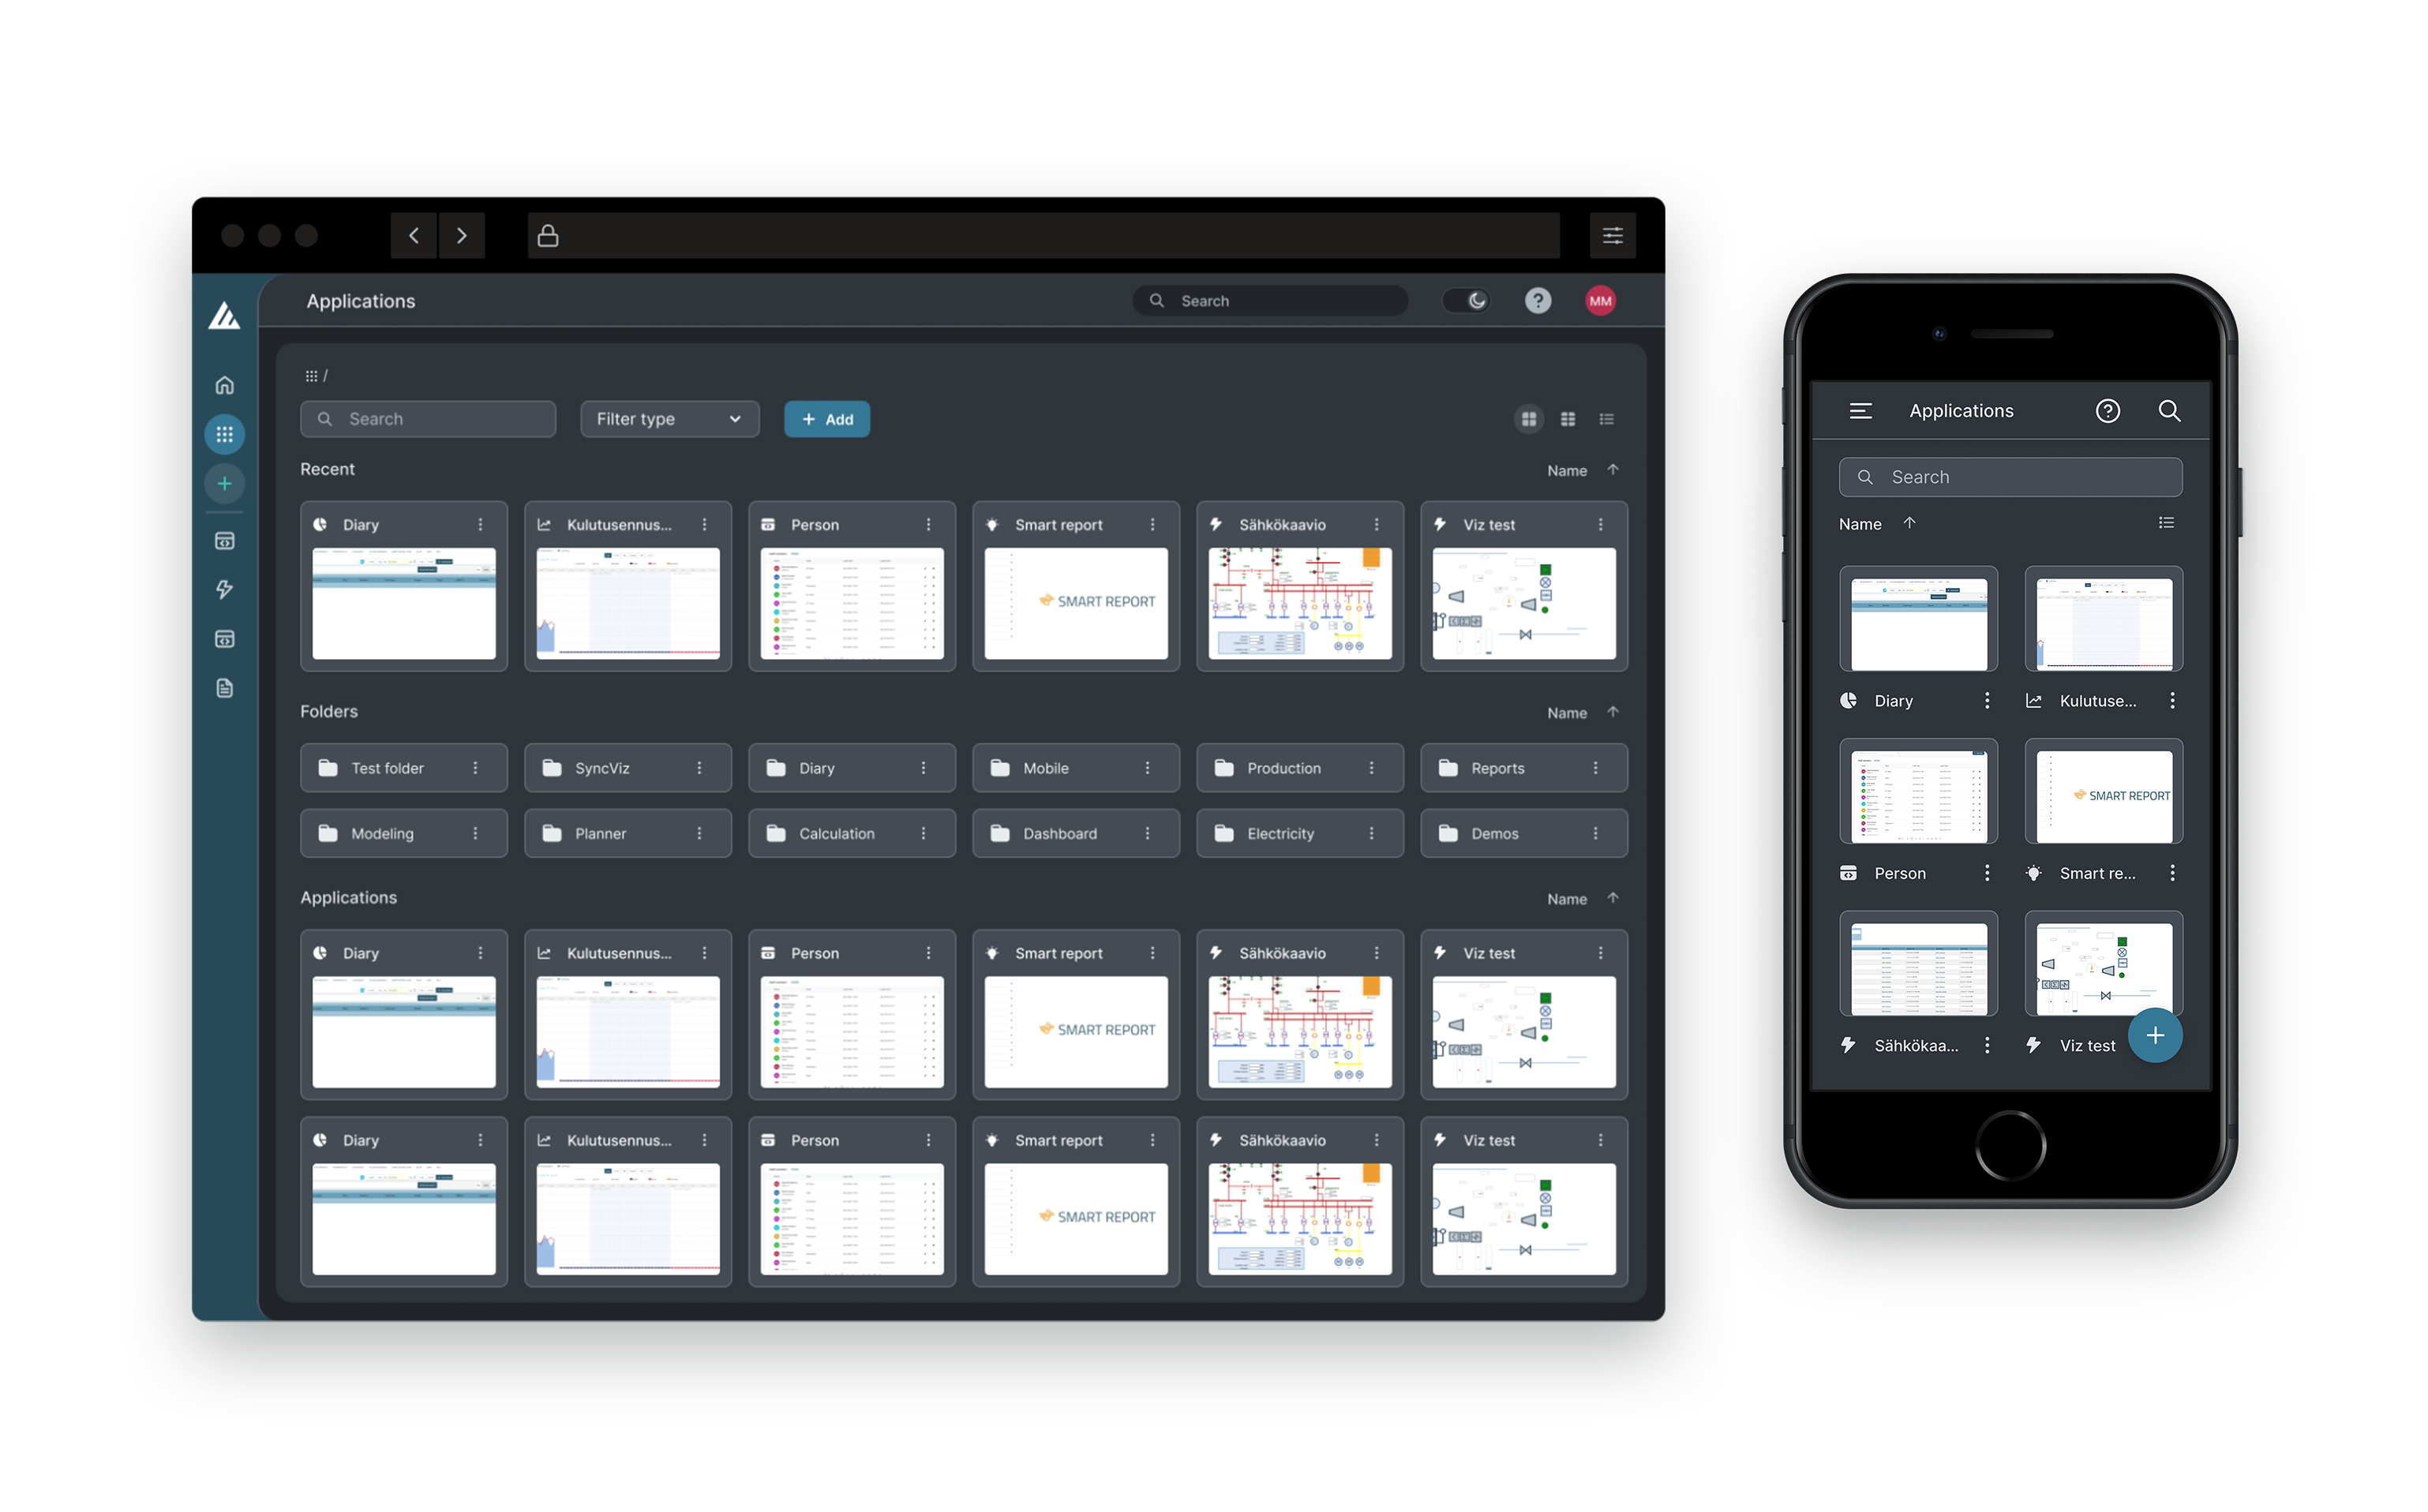 Applications
Search
?
MM
/
Search
Filter type
+ Add
Recent
Name
Diary
Kulutusennus...
Person
Smart report
Sähkökaavio
Viz test
SMART REPORT
Folders
Name
Test folder
SyncViz
Diary
Mobile
Production
Reports
Modeling
Planner
Calculation
Dashboard
Electricity
Demos
Applications
Name
Diary
Kulutusennus...
Person
Smart report
Sähkökaavio
Viz test
SMART REPORT
Diary
Kulutusennus...
Person
Smart report
Sähkökaavio
Viz test
SMART REPORT
Applications
?
Search
Name
Diary
Kulutuse...
SMART REPORT
Person
Smart re...
Sähkökaa...
Viz test